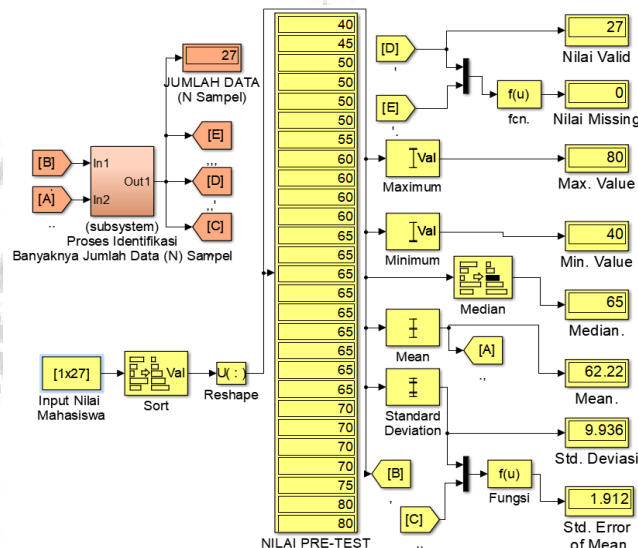 27
JUMLAH DATA
(N Sampel)
[B]
[A]
..
In1
In2
Out1
(subsystem)
Proses Identifikasi
Banyaknya Jumlah Data (N) Sampel
[E]
,,,
[D]
,,
[C]
[1x27]
Input Nilai
Mahasiswa
Val
Sort
U( : )
Reshape
40
45
50
50
50
50
55
60
60
60
60
65
65
65
65
65
65
65
65
65
70
70
70
70
75
80
80
NILAI PRE-TEST
[D]
,
[E]
,.
f(u)
fcn.
27
Nilai Valid
0
Nilai Missing
Val
Maximum
80
Max. Value
Val
Minimum
40
Min. Value
Median
65
Median.
Mean
[A]
.,
62.22
Mean.
Standard
Deviation
9.936
Std. Deviasi
[B]
,
[C]
..
f(u)
Fungsi
1.912
Std. Error
of Mean